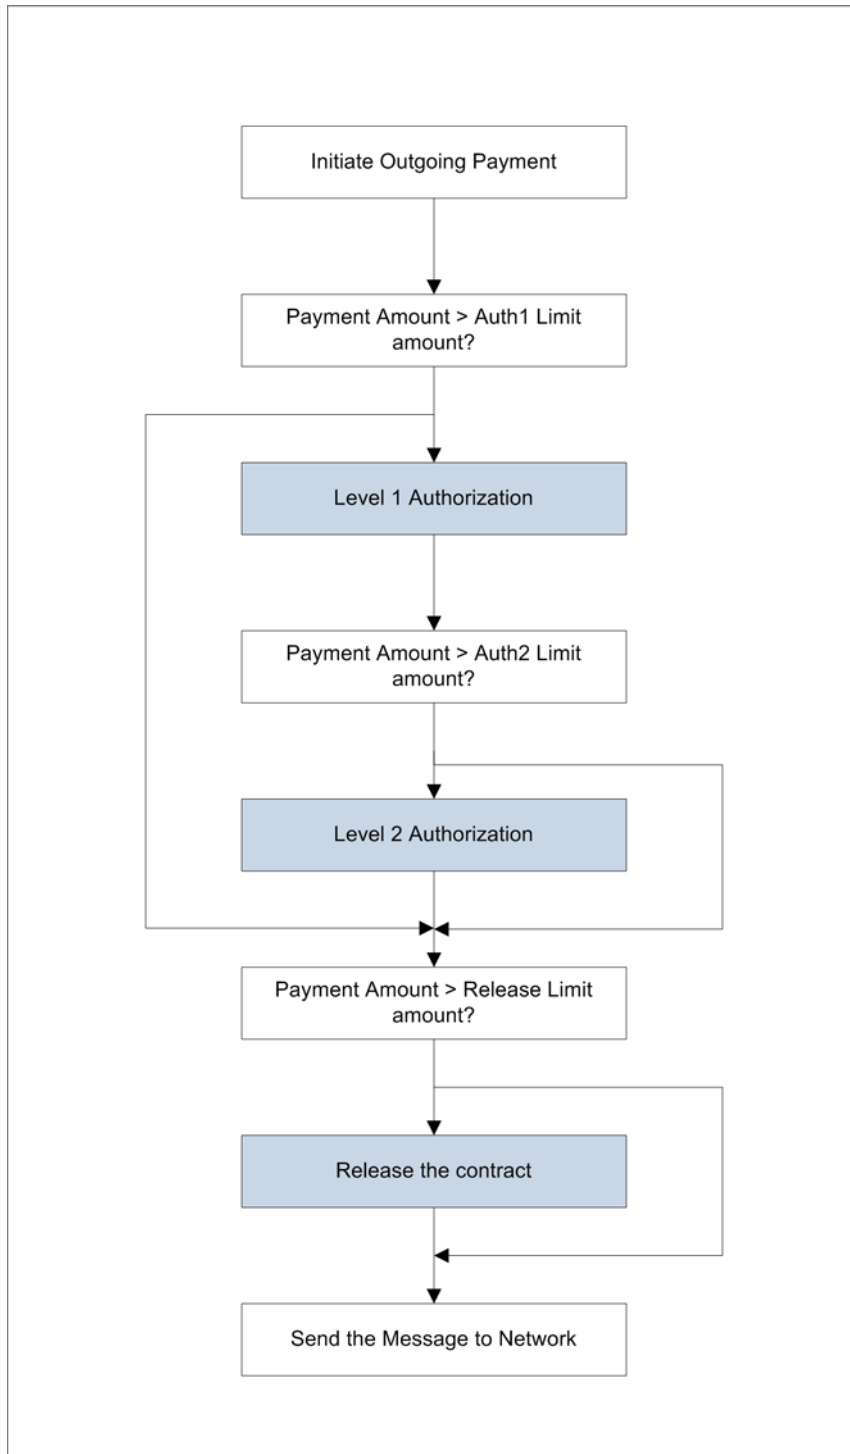 Initiate Outgoing Payment
Payment Amount > Auth1 Limit
amount?
Level 1 Authorization
Payment Amount > Auth2 Limit
amount?
Level 2 Authorization
Payment Amount > Release Limit
amount?
Release the contract
Send the Message to Network